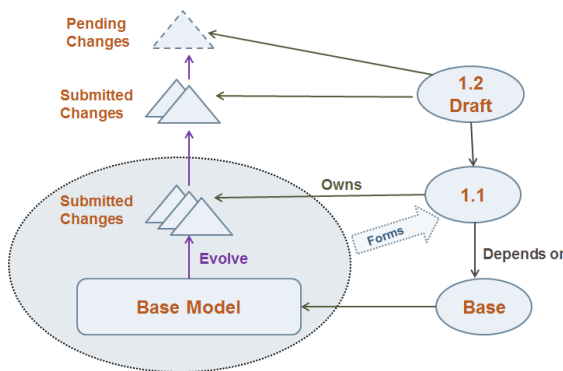 Pending
Changes
1.2
Draft
Submitted
Changes
Owns
1.1
Submitted
Changes
Forms
Evolve
Depends on
Base Model
Base